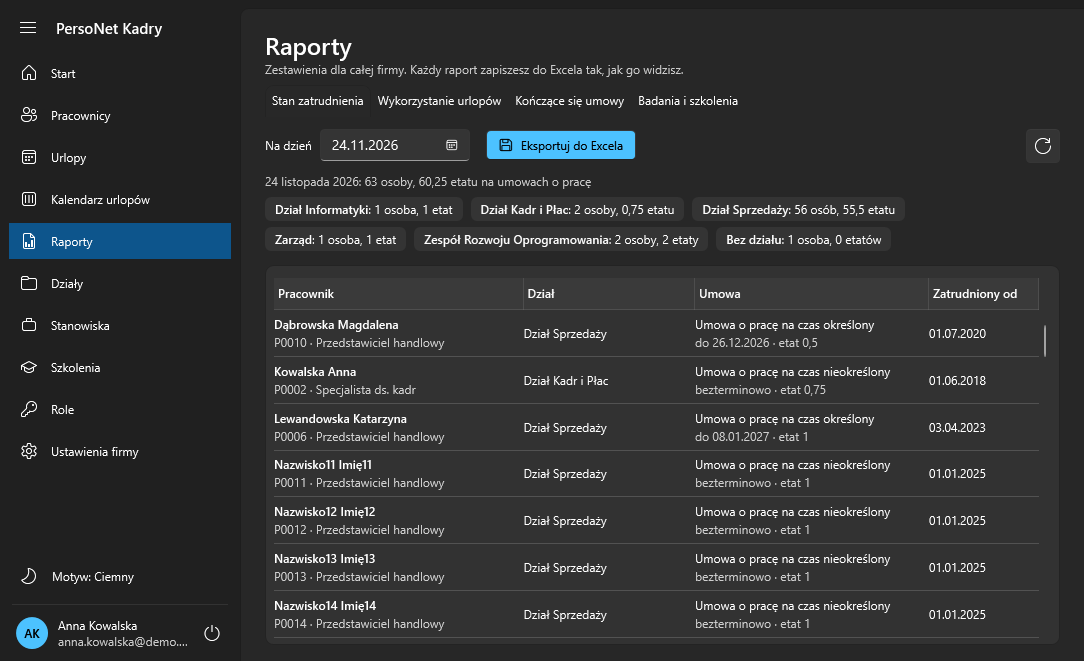 PersoNet Kadry
Start
Pracownicy
Urlopy
Kalendarz urlopów
Raporty
Działy
Stanowiska
Szkolenia
Role
Ustawienia firmy
Motyw: Ciemny
AK
Anna Kowalska
anna.kowalska@demo....
Raporty
Zestawienia dla całej firmy. Każdy raport zapiszesz do Excela tak, jak go widzisz.
Stan zatrudnienia Wykorzystanie urlopów Kończące się umowy Badania i szkolenia
Na dzień 24.11.2026 Eksportuj do Excela
24 listopada 2026: 63 osoby, 60,25 etatu na umowach o pracę
Dział Informatyki: 1 osoba, 1 etat Dział Kadr i Płac: 2 osoby, 0,75 etatu Dział Sprzedaży: 56 osób, 55,5 etatu
Zarząd: 1 osoba, 1 etat Zespół Rozwoju Oprogramowania: 2 osoby, 2 etaty Bez działu: 1 osoba, 0 etatów
Pracownik Dział Umowa Zatrudniony od
Dąbrowska Magdalena
P0010 · Przedstawiciel handlowy
Dział Sprzedaży
Umowa o pracę na czas określony
do 26.12.2026 · etat 0,5
01.07.2020
Kowalska Anna
P0002 · Specjalista ds. kadr
Dział Kadr i Płac
Umowa o pracę na czas nieokreślony
bezterminowo · etat 0,75
01.06.2018
Lewandowska Katarzyna
P0006 · Przedstawiciel handlowy
Dział Sprzedaży
Umowa o pracę na czas określony
do 08.01.2027 · etat 1
03.04.2023
Nazwisko11 Imię11
P0011 · Przedstawiciel handlowy
Dział Sprzedaży
Umowa o pracę na czas nieokreślony
bezterminowo · etat 1
01.01.2025
Nazwisko12 Imię12
P0012 · Przedstawiciel handlowy
Dział Sprzedaży
Umowa o pracę na czas nieokreślony
bezterminowo · etat 1
01.01.2025
Nazwisko13 Imię13
P0013 · Przedstawiciel handlowy
Dział Sprzedaży
Umowa o pracę na czas nieokreślony
bezterminowo · etat 1
01.01.2025
Nazwisko14 Imię14
P0014 · Przedstawiciel handlowy
Dział Sprzedaży
Umowa o pracę na czas nieokreślony
bezterminowo · etat 1
01.01.2025